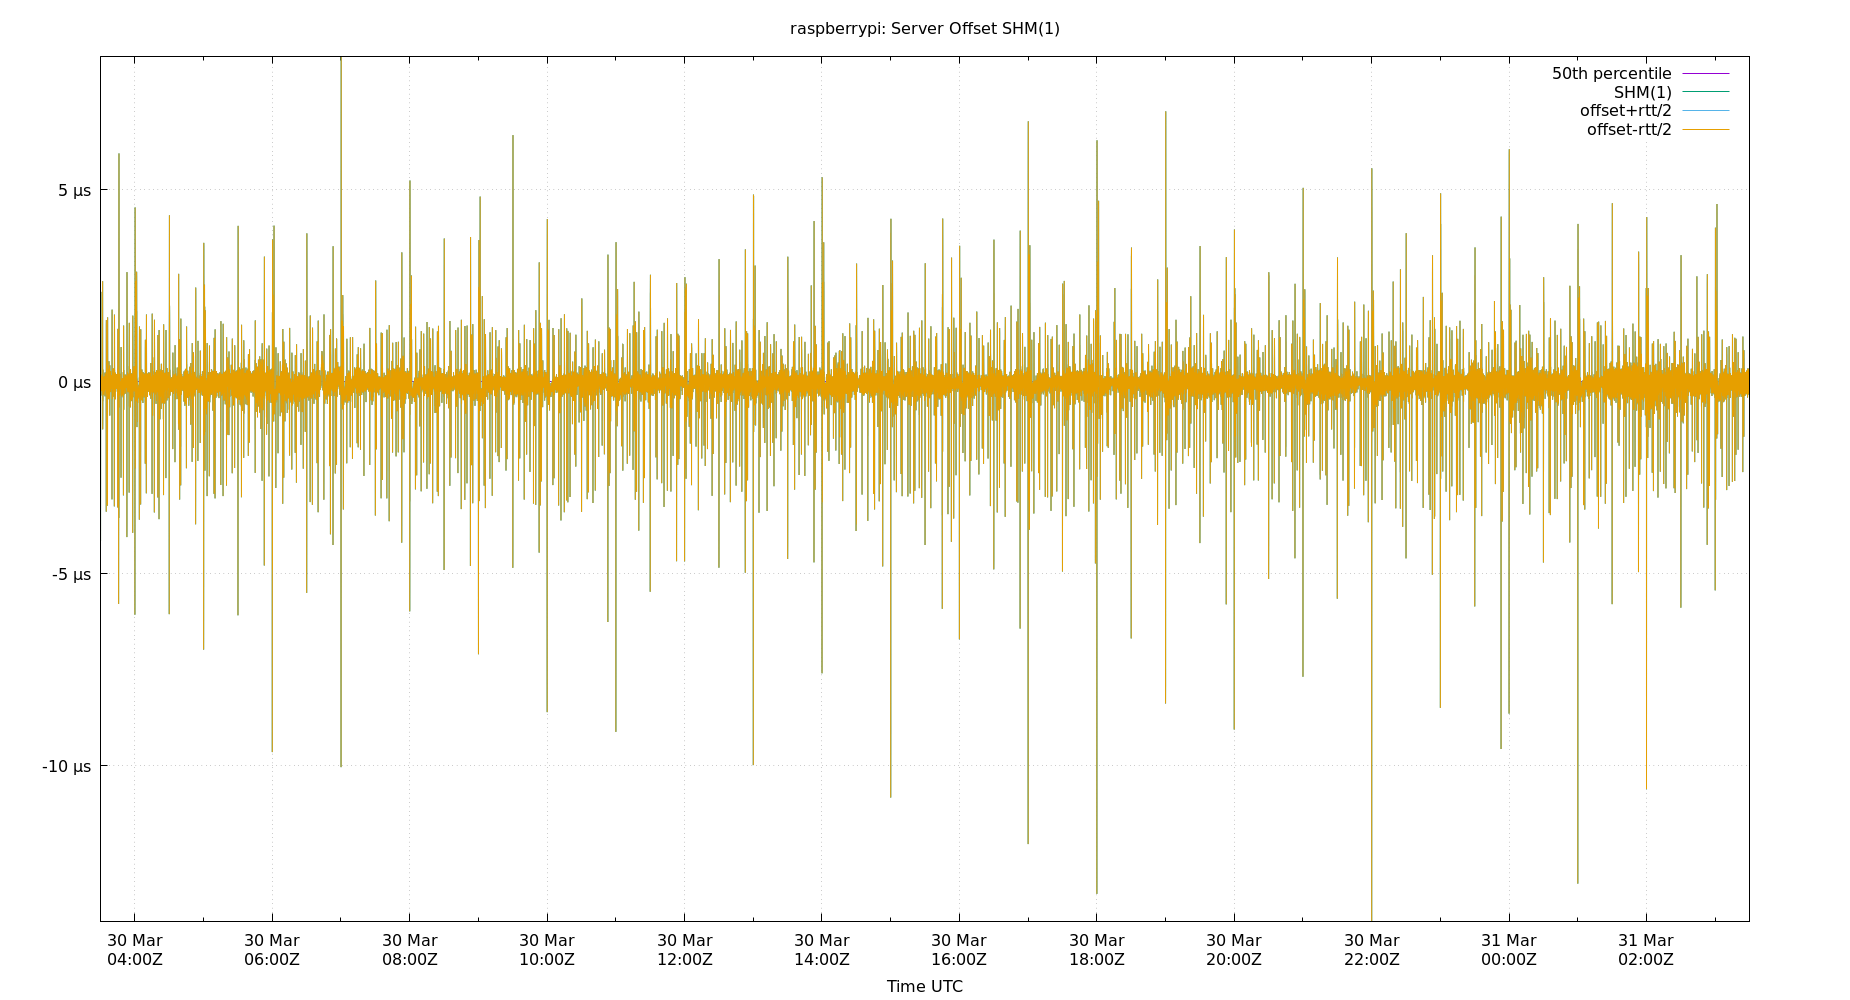 raspberrypi: Server Offset SHM(1)
50th percentile
SHM(1)
offset+rtt/2
offset-rtt/2
5 µs
0 µs
-5 µs
-10 µs
30 Mar 30 Mar 30 Mar 30 Mar 30 Mar 30 Mar 30 Mar 30 Mar 30 Mar 30 Mar 31 Mar 31 Mar
04:00Z 06:00Z 08:00Z 10:00Z 12:00Z 14:00Z 16:00Z 18:00Z 20:00Z 22:00Z 00:00Z 02:00Z
Time UTC